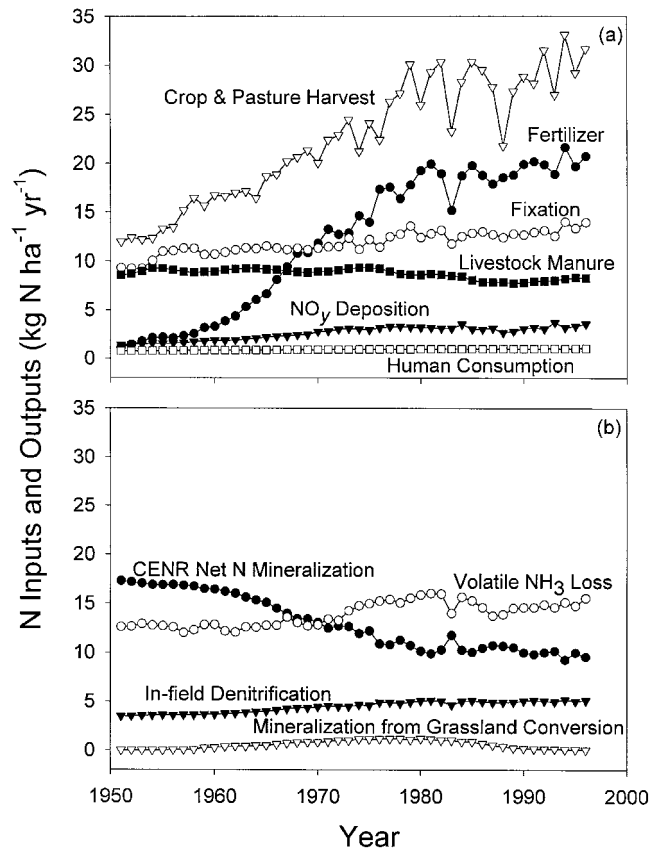 N Inputs and Outputs (kg N ha⁻¹ yr⁻¹)
35
30
25
20
15
10
5
0
(a)
Crop & Pasture Harvest
Fertilizer
Fixation
Livestock Manure
NOy Deposition
Human Consumption
35
30
25
20
15
10
5
0
(b)
CENR Net N Mineralization
Volatile NH3 Loss
In-field Denitrification
Mineralization from Grassland Conversion
1950 1960 1970 1980 1990 2000
Year